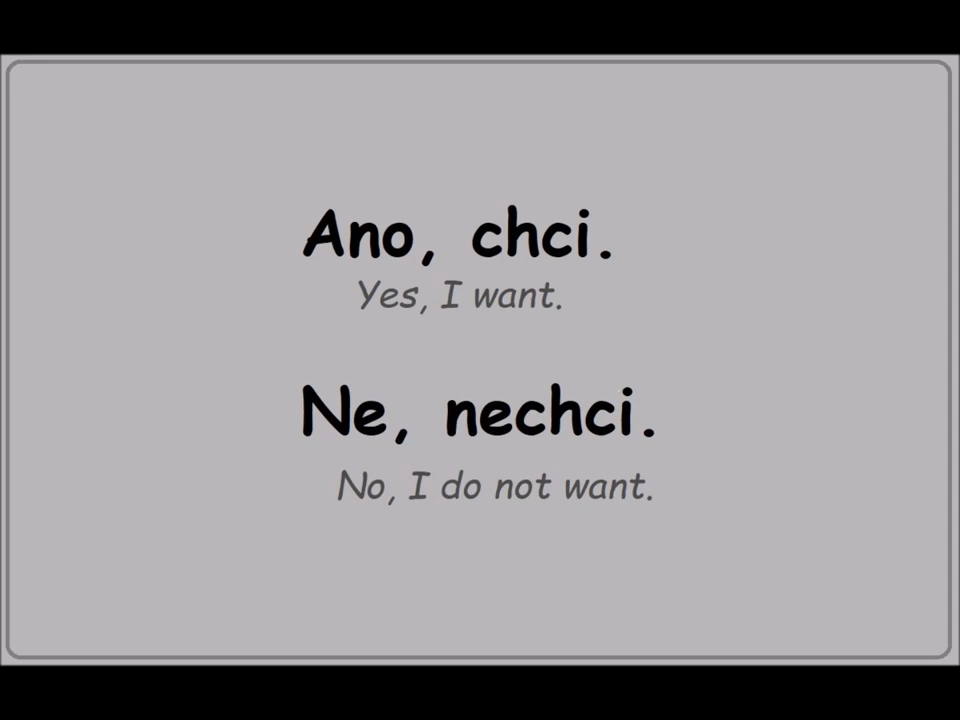 Ano, chci.
Yes, I want.
Ne, nechci.
No, I do not want.